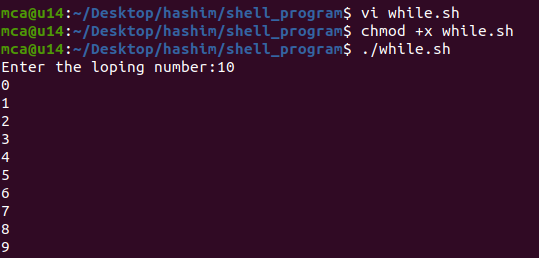 mca@u14:~/Desktop/hashim/shell_program$ vi while.sh
mca@u14:~/Desktop/hashim/shell_program$ chmod +x while.sh
mca@u14:~/Desktop/hashim/shell_program$ ./while.sh
Enter the loping number:10
0
1
2
3
4
5
6
7
8
9